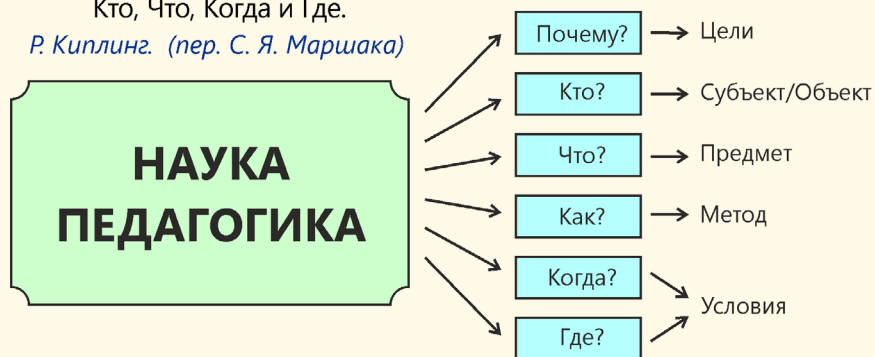 Кто, Что, Когда и Где.
Р. Киплинг. (пер. С. Я. Маршака)
НАУКА
ПЕДАГОГИКА
Почему? Цели
Кто? Субъект/Объект
Что? Предмет
Как? Метод
Когда?
Условия
Где?